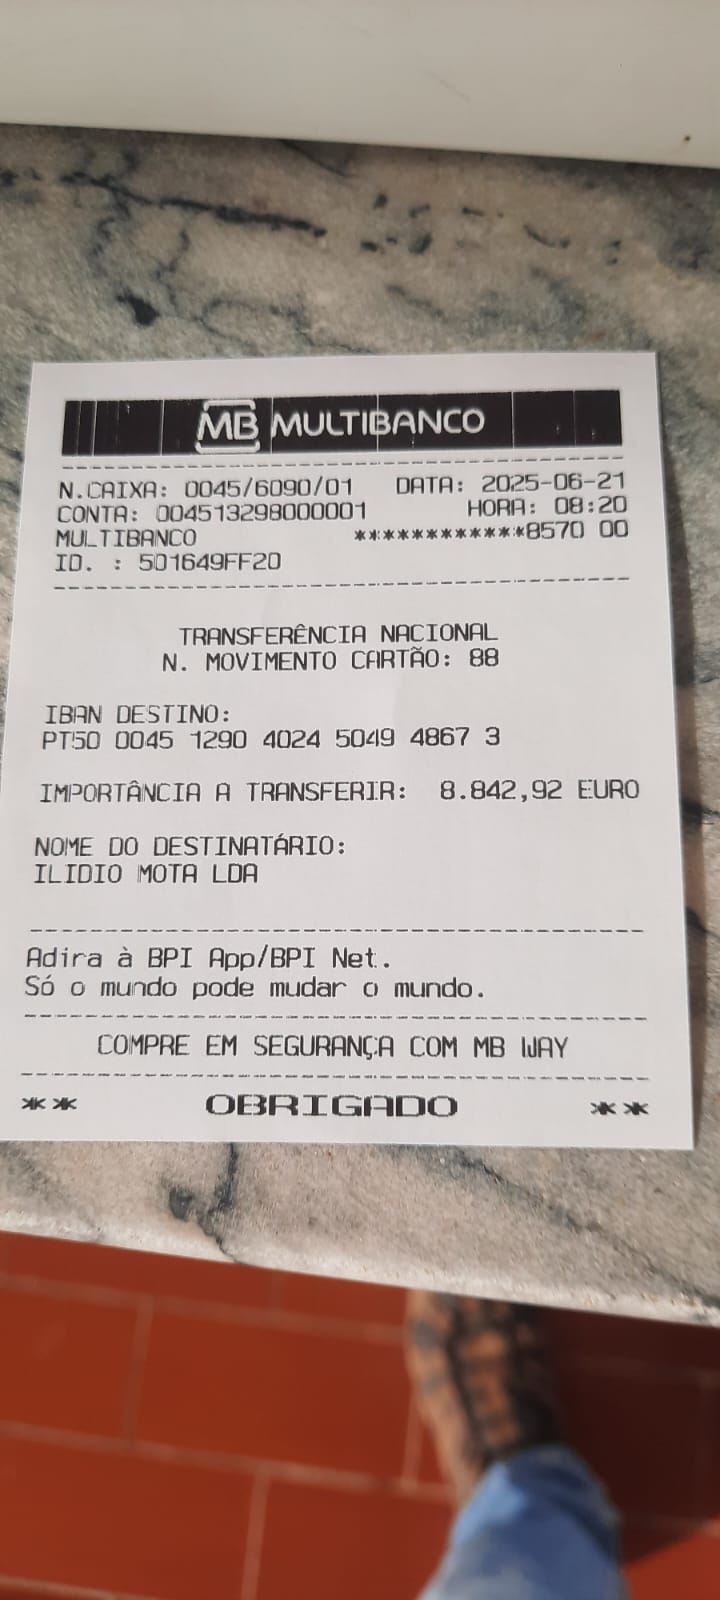 MB MULTIBANCO
N.CAIXA: 0045/6090/01 DATA: 2025-06-21
CONTA: 004513298000001 HORA: 08:20
MULTIBANCO ************8570 00
ID. : 501649FF20
TRANSFERÊNCIA NACIONAL
N. MOVIMENTO CARTÃO: 88
IBAN DESTINO:
PT50 0045 1290 4024 5049 4867 3
IMPORTÂNCIA A TRANSFERIR: 8.842,92 EURO
NOME DO DESTINATÁRIO:
ILIDIO MOTA LDA
Adira à BPI App/BPI Net.
Só o mundo pode mudar o mundo.
COMPRE EM SEGURANÇA COM MB WAY
** OBRIGADO **